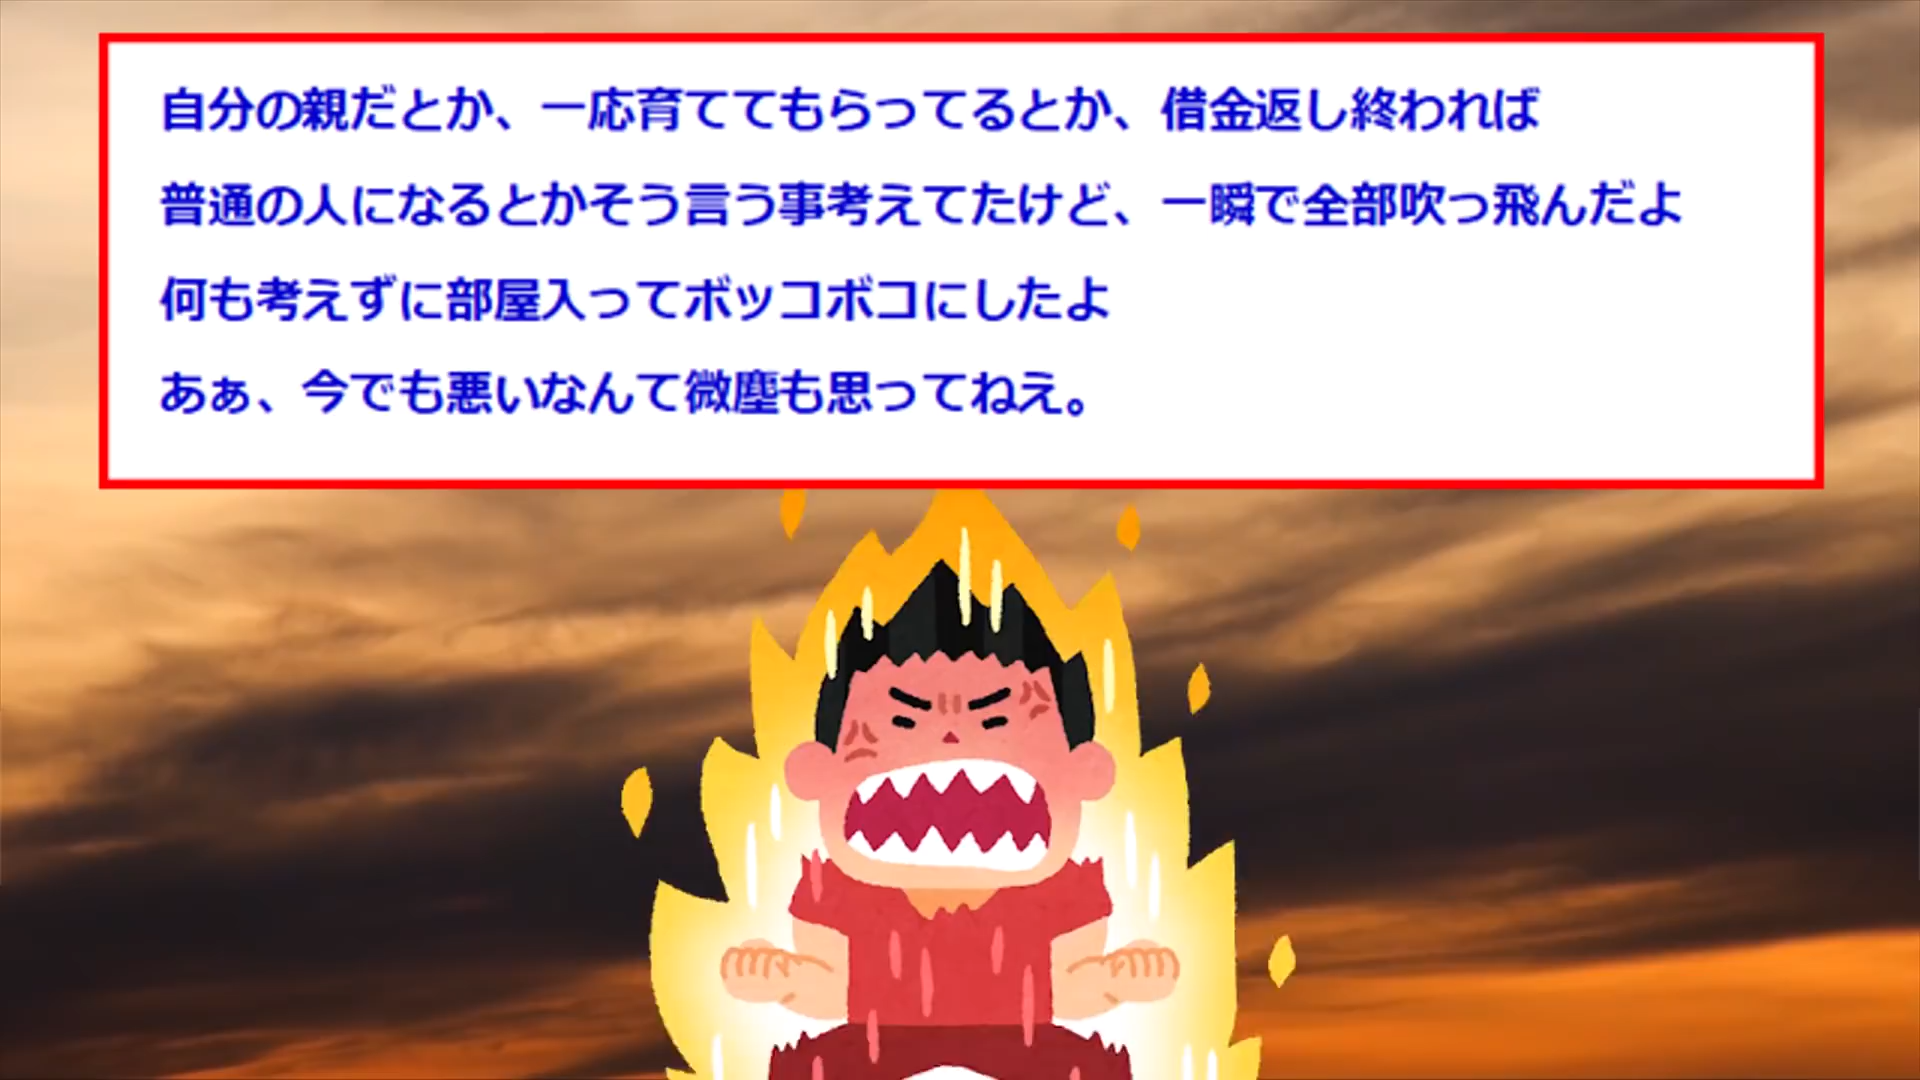 自分の親だとか、一応育ててもらってるとか、借金返し終われば
普通の人になるとかそう言う事考えてたけど、一瞬で全部吹っ飛んだよ
何も考えずに部屋入ってボッコボコにしたよ
あぁ、今でも悪いなんて微塵も思ってねえ。